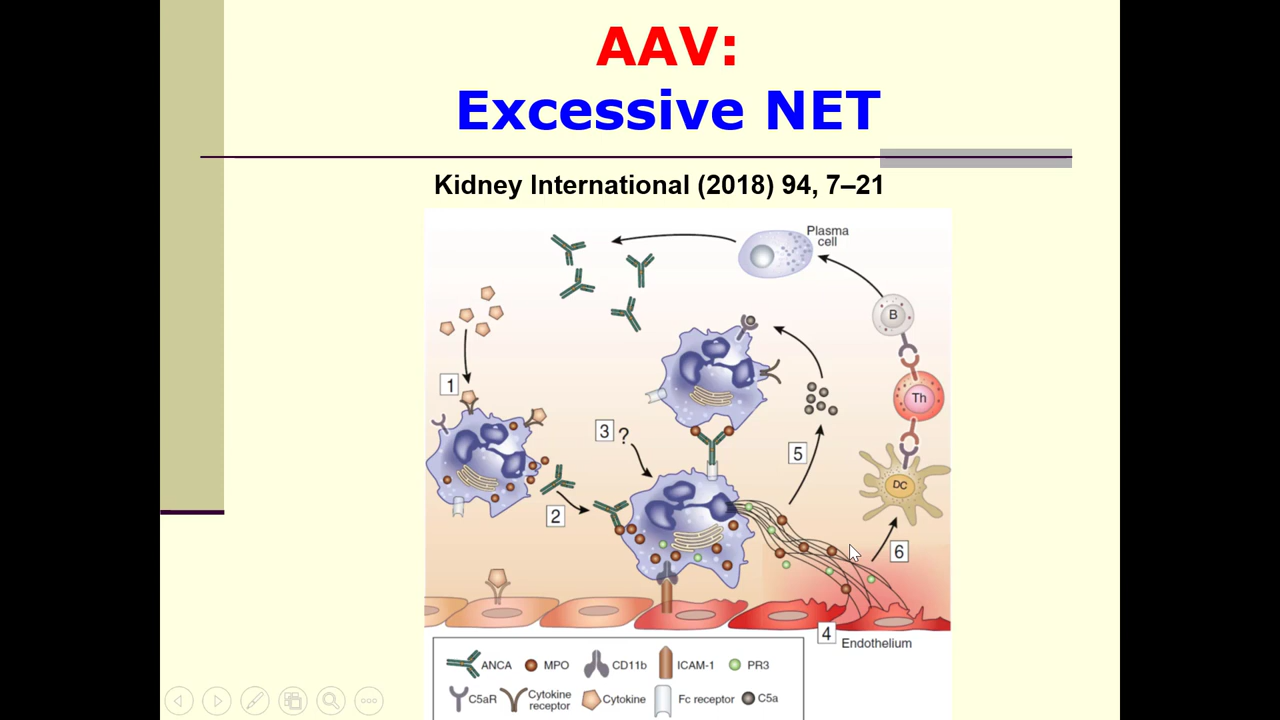 AAV:
Excessive NET
Kidney International (2018) 94, 7–21
Plasma
cell
B
1
Th
3 ?
5
DC
2
6
4
Endothelium
ANCA MPO CD11b ICAM-1 PR3
C5aR Cytokine receptor Cytokine Fc receptor C5a